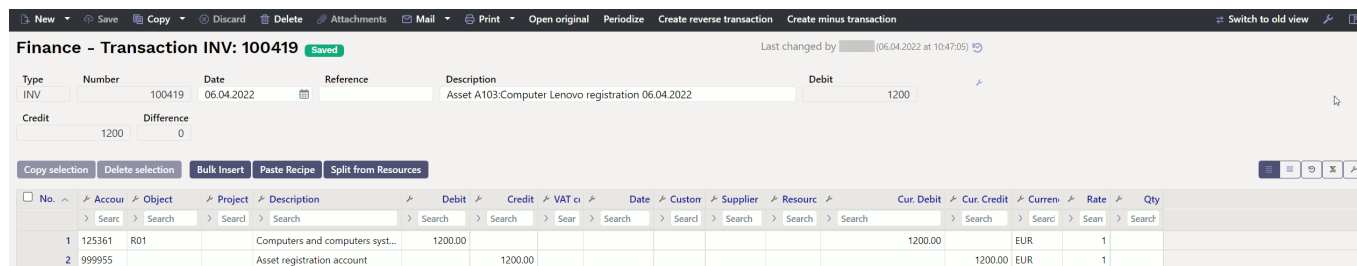 New Save Copy Discard Delete Attachments Mail Print Open original Periodize Create reverse transaction Create minus transaction Switch to old view
Finance - Transaction INV: 100419 Saved Last changed by (06.04.2022 at 10:47:05)
Type Number Date Reference Description Debit
INV 100419 06.04.2022 Asset A103:Computer Lenovo registration 06.04.2022 1200
Credit Difference
1200 0
Copy selection Delete selection Bulk Insert Paste Recipe Split from Resources
No. Accour Object Project Description Debit Credit VAT co Date Custom Supplier Resourc Cur. Debit Cur. Credit Curren Rate Qty
Searc Search Searcl Search Search Search Sear Search Search Search Search Search Search Searcl Searc Search
1 125361 R01 Computers and computers syst... 1200.00 1200.00 EUR 1
2 999955 Asset registration account 1200.00 1200.00 EUR 1